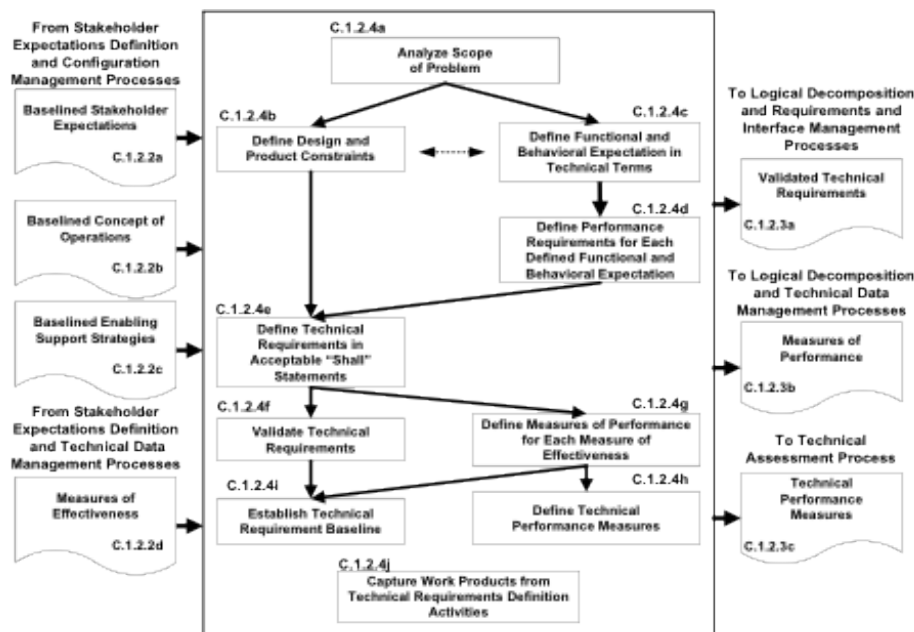 From Stakeholder
Expectations Definition
and Configuration
Management Processes
Baselined Stakeholder
Expectations
C.1.2.2a
Baselined Concept of
Operations
C.1.2.2b
Baselined Enabling
Support Strategies
C.1.2.2c
From Stakeholder
Expectations Definition
and Technical Data
Management Processes
Measures of
Effectiveness
C.1.2.2d
C.1.2.4a
Analyze Scope
of Problem
C.1.2.4b
Define Design and
Product Constraints
C.1.2.4c
Define Functional and
Behavioral Expectation in
Technical Terms
C.1.2.4d
Define Performance
Requirements for Each
Defined Functional and
Behavioral Expectation
C.1.2.4e
Define Technical
Requirements in
Acceptable “Shall”
Statements
C.1.2.4f
Validate Technical
Requirements
C.1.2.4g
Define Measures of Performance
for Each Measure of
Effectiveness
C.1.2.4h
Define Technical
Performance Measures
C.1.2.4i
Establish Technical
Requirement Baseline
C.1.2.4j
Capture Work Products from
Technical Requirements Definition
Activities
To Logical Decomposition
and Requirements and
Interface Management
Processes
Validated Technical
Requirements
C.1.2.3a
To Logical Decomposition
and Technical Data
Management Processes
Measures of
Performance
C.1.2.3b
To Technical
Assessment Process
Technical
Performance
Measures
C.1.2.3c